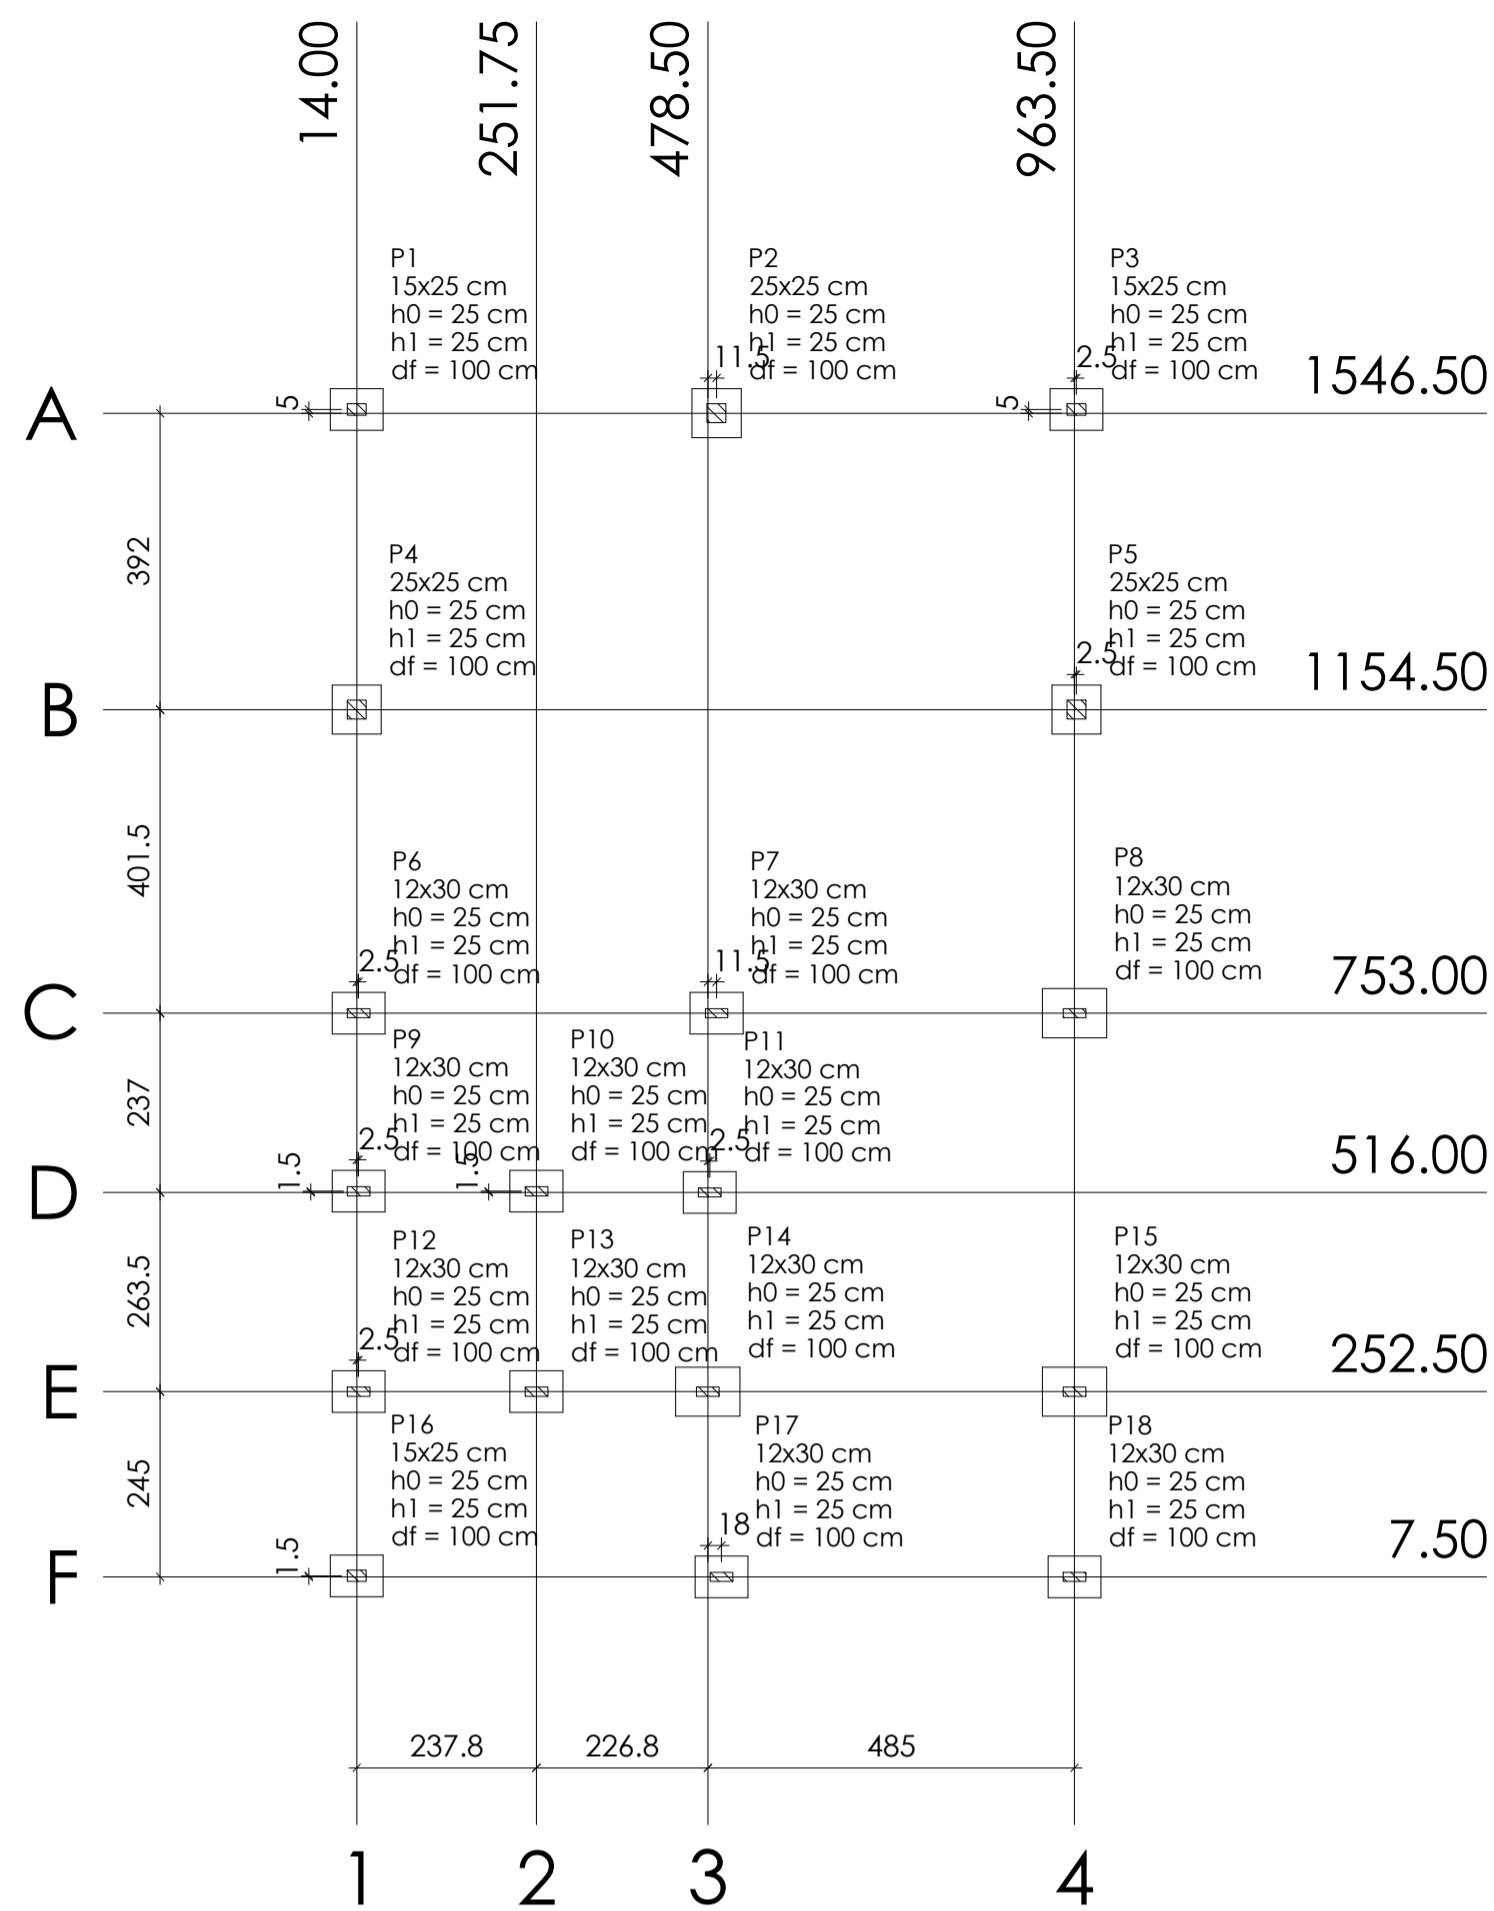 14.00
251.75
478.50
963.50
P1
15x25 cm
h0 = 25 cm
h1 = 25 cm
df = 100 cm
P2
25x25 cm
h0 = 25 cm
h1 = 25 cm
df = 100 cm
P3
15x25 cm
h0 = 25 cm
h1 = 25 cm
df = 100 cm
5
11.5
5
2.5
A
1546.50
392
P4
25x25 cm
h0 = 25 cm
h1 = 25 cm
df = 100 cm
P5
25x25 cm
h0 = 25 cm
h1 = 25 cm
df = 100 cm
2.5
B
1154.50
401.5
P6
12x30 cm
h0 = 25 cm
h1 = 25 cm
df = 100 cm
2.5
P7
12x30 cm
h0 = 25 cm
h1 = 25 cm
df = 100 cm
11.5
P8
12x30 cm
h0 = 25 cm
h1 = 25 cm
df = 100 cm
C
753.00
237
P9
12x30 cm
h0 = 25 cm
h1 = 25 cm
df = 100 cm
2.5
1.5
P10
12x30 cm
h0 = 25 cm
h1 = 25 cm
df = 100 cm
1.5
P11
12x30 cm
h0 = 25 cm
h1 = 25 cm
df = 100 cm
2.5
D
516.00
263.5
P12
12x30 cm
h0 = 25 cm
h1 = 25 cm
df = 100 cm
2.5
P13
12x30 cm
h0 = 25 cm
h1 = 25 cm
df = 100 cm
P14
12x30 cm
h0 = 25 cm
h1 = 25 cm
df = 100 cm
P15
12x30 cm
h0 = 25 cm
h1 = 25 cm
df = 100 cm
E
252.50
245
P16
15x25 cm
h0 = 25 cm
h1 = 25 cm
df = 100 cm
1.5
P17
12x30 cm
h0 = 25 cm
h1 = 25 cm
df = 100 cm
18
P18
12x30 cm
h0 = 25 cm
h1 = 25 cm
df = 100 cm
F
7.50
237.8
226.8
485
1
2
3
4